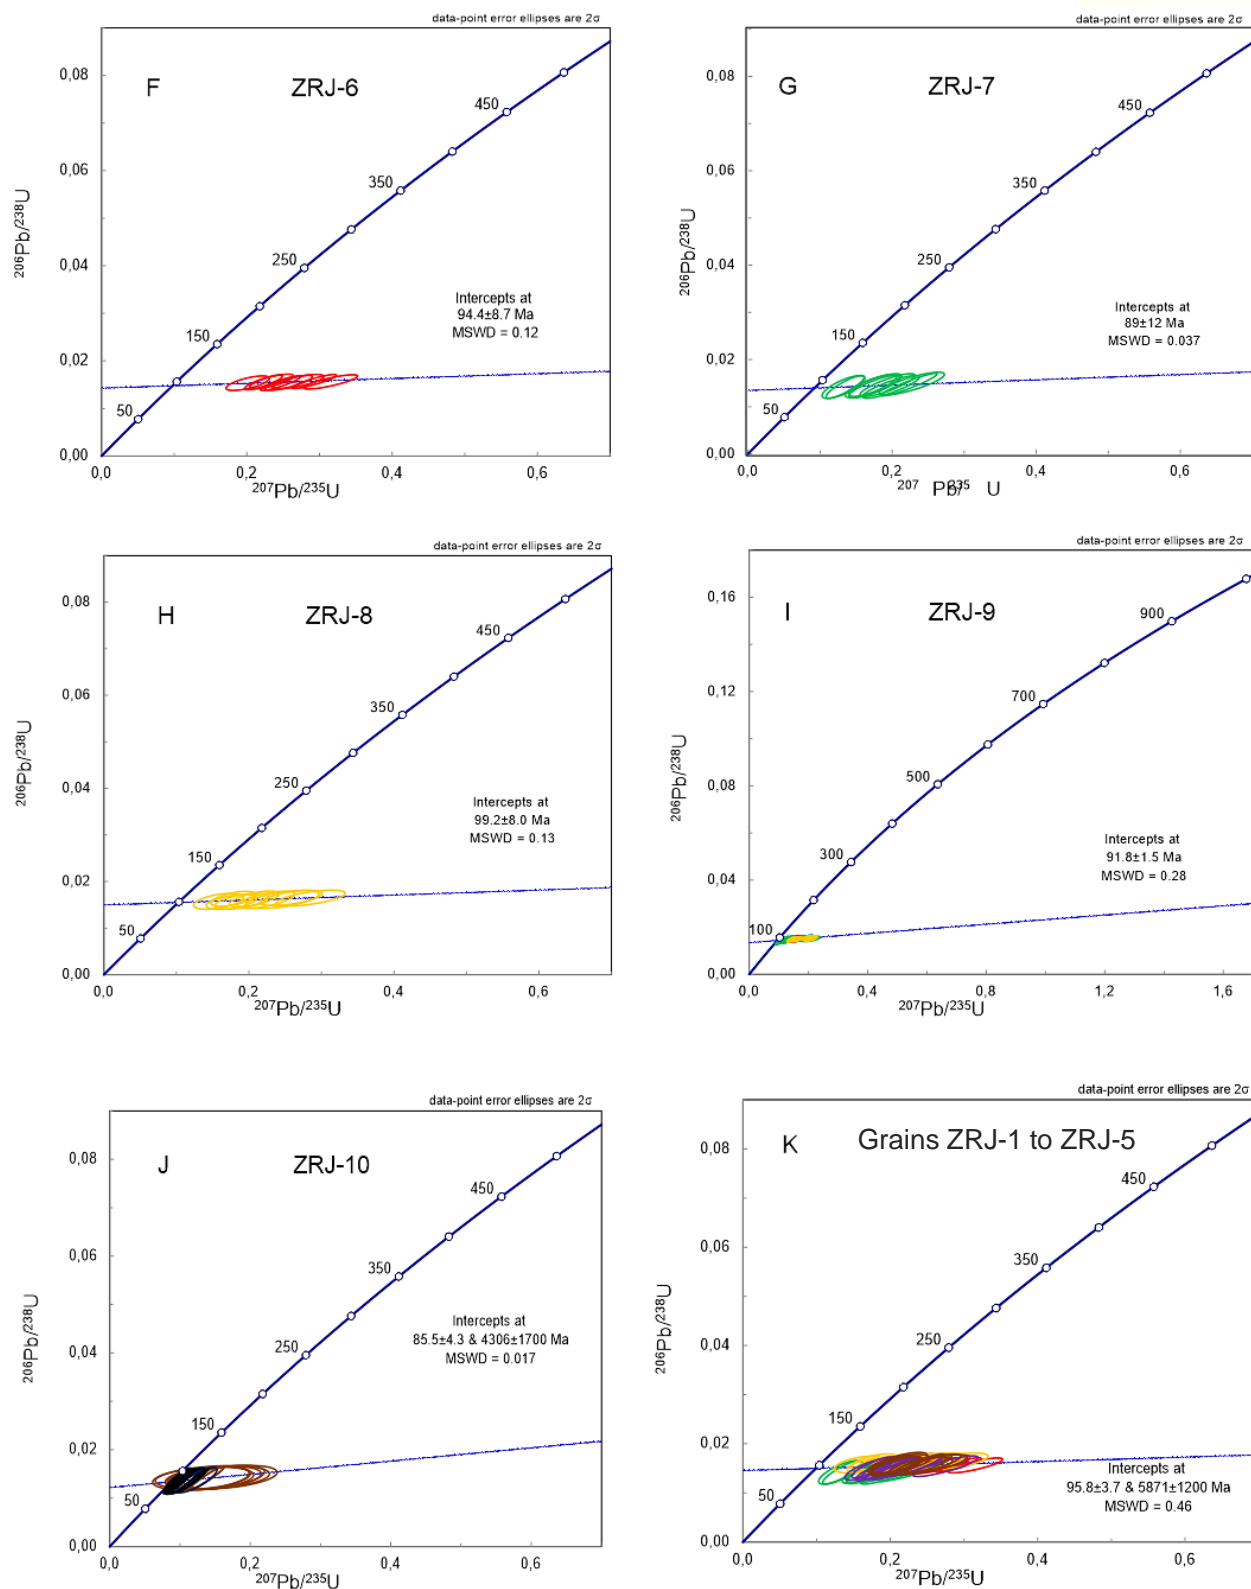 data-point error ellipses are 2σ
F
ZRJ-6
0,08
0,06
0,04
0,02
0,00
450
350
250
150
50
Intercepts at
94.4±8.7 Ma
MSWD = 0.12
0,0
0,2
0,4
0,6
206Pb/238U
207Pb/235U
data-point error ellipses are 2σ
G
ZRJ-7
0,08
0,06
0,04
0,02
0,00
450
350
250
150
50
Intercepts at
89±12 Ma
MSWD = 0.037
0,0
0,2
0,4
0,6
206Pb/238U
207 Pb/235 U
data-point error ellipses are 2σ
H
ZRJ-8
0,08
0,06
0,04
0,02
0,00
450
350
250
150
50
Intercepts at
99.2±8.0 Ma
MSWD = 0.13
0,0
0,2
0,4
0,6
206Pb/238U
207Pb/235U
data-point error ellipses are 2σ
I
ZRJ-9
0,16
0,12
0,08
0,04
0,00
900
700
500
300
100
Intercepts at
91.8±1.5 Ma
MSWD = 0.28
0,0
0,4
0,8
1,2
1,6
206Pb/238U
207Pb/235U
data-point error ellipses are 2σ
J
ZRJ-10
0,08
0,06
0,04
0,02
0,00
450
350
250
150
50
Intercepts at
85.5±4.3 & 4306±1700 Ma
MSWD = 0.017
0,0
0,2
0,4
0,6
206Pb/238U
207Pb/235U
data-point error ellipses are 2σ
K
Grains ZRJ-1 to ZRJ-5
0,08
0,06
0,04
0,02
0,00
450
350
250
150
50
Intercepts at
95.8±3.7 & 5871±1200 Ma
MSWD = 0.46
0,0
0,2
0,4
0,6
206Pb/238U
207Pb/235U